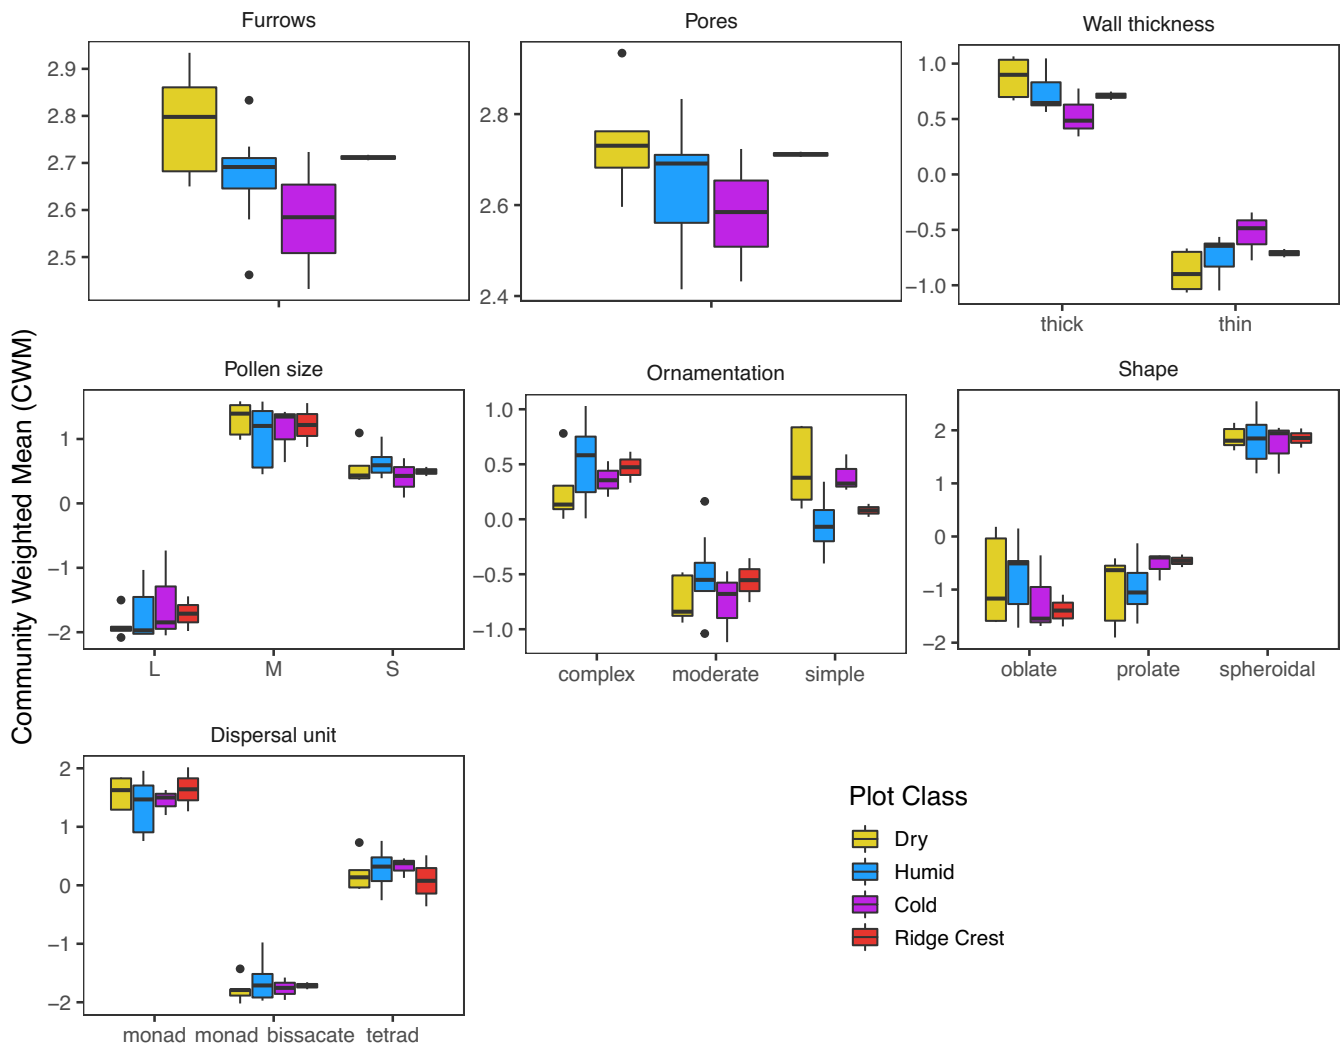 Furrows
Pores
Wall thickness
2.9
2.8
2.7
2.6
2.5
2.8
2.6
2.4
1.0
0.5
0.0
−0.5
−1.0
thick thin
Community Weighted Mean (CWM)
Pollen size
Ornamentation
Shape
1
0
−1
−2
L M S
1.0
0.5
0.0
−0.5
−1.0
complex moderate simple
2
1
0
−1
−2
oblate prolate spheroidal
Dispersal unit
2
1
0
−1
−2
monad monad bissacate tetrad
Plot Class
Dry
Humid
Cold
Ridge Crest